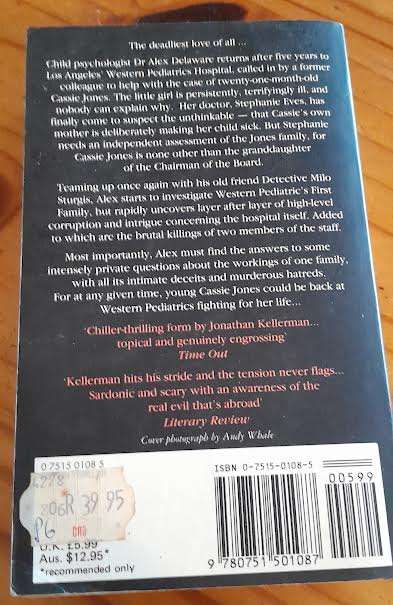 The deadliest love of all ...
Child psychologist Dr Alex Delaware returns after five years to
Los Angeles' Western Pediatrics Hospital, called in by a former
colleague to help with the case of twenty-one-month-old
Cassie Jones. The little girl is persistently, terrifyingly ill, and
nobody can explain why. Her doctor, Stephanie Eves, has
finally come to suspect the unthinkable — that Cassie's own
mother is deliberately making her child sick. But Stephanie
needs an independent assessment of the Jones family, for
Cassie Jones is none other than the granddaughter
of the Chairman of the Board.
Teaming up once again with his old friend Detective Milo
Sturgis, Alex starts to investigate Western Pediatric's First
Family, but rapidly uncovers layer after layer of high-level
corruption and intrigue concerning the hospital itself. Added
to which are the brutal killings of two members of the staff.
Most importantly, Alex must find the answers to some
intensely private questions about the workings of one family,
with all its intimate deceits and murderous hatreds.
For at any given time, young Cassie Jones could be back at
Western Pediatrics fighting for her life...
'Chiller-thrilling form by Jonathan Kellerman...
topical and genuinely engrossing'
Time Out
'Kellerman hits his stride and the tension never flags...
Sardonic and scary with an awareness of the
real evil that's abroad'
Literary Review
Cover photograph by Andy Whale
0 7515 0108 5
ISBN 0-7515-0108-5
00599
R 39 95
CNA
U.K. £5.99
Aus. $12.95*
*recommended only
9 780751 501087